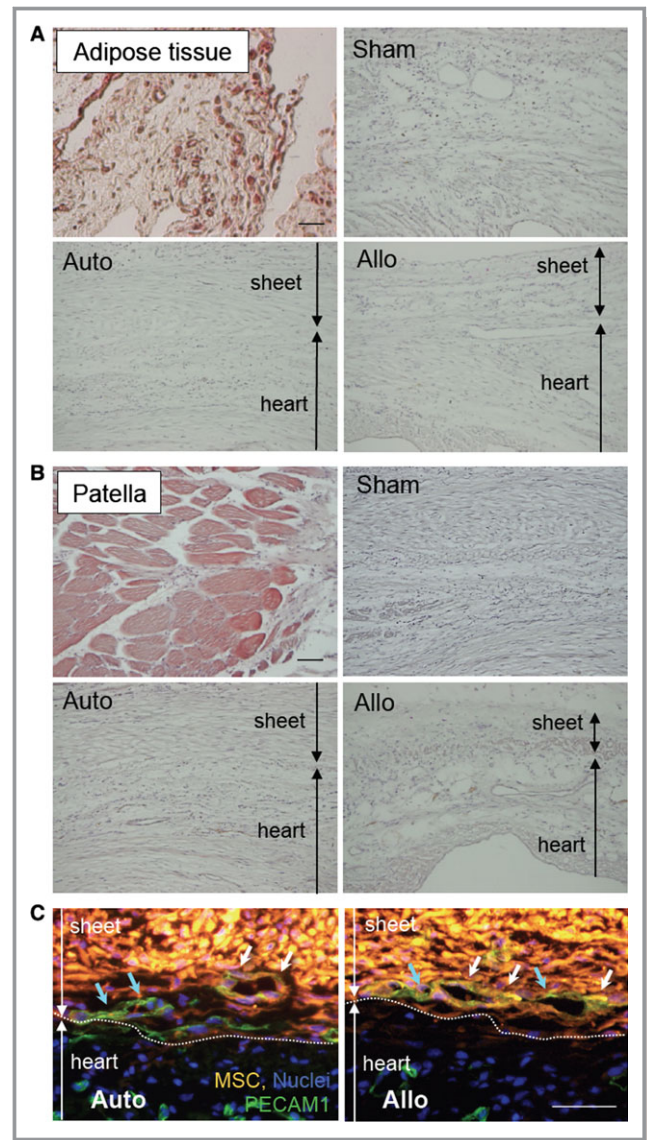 A
Adipose tissue
Sham
Auto
sheet
heart
Allo
sheet
heart
B
Patella
Sham
Auto
sheet
heart
Allo
sheet
heart
C
sheet
heart
Auto
MSC, Nuclei
PECAM1
sheet
heart
Allo